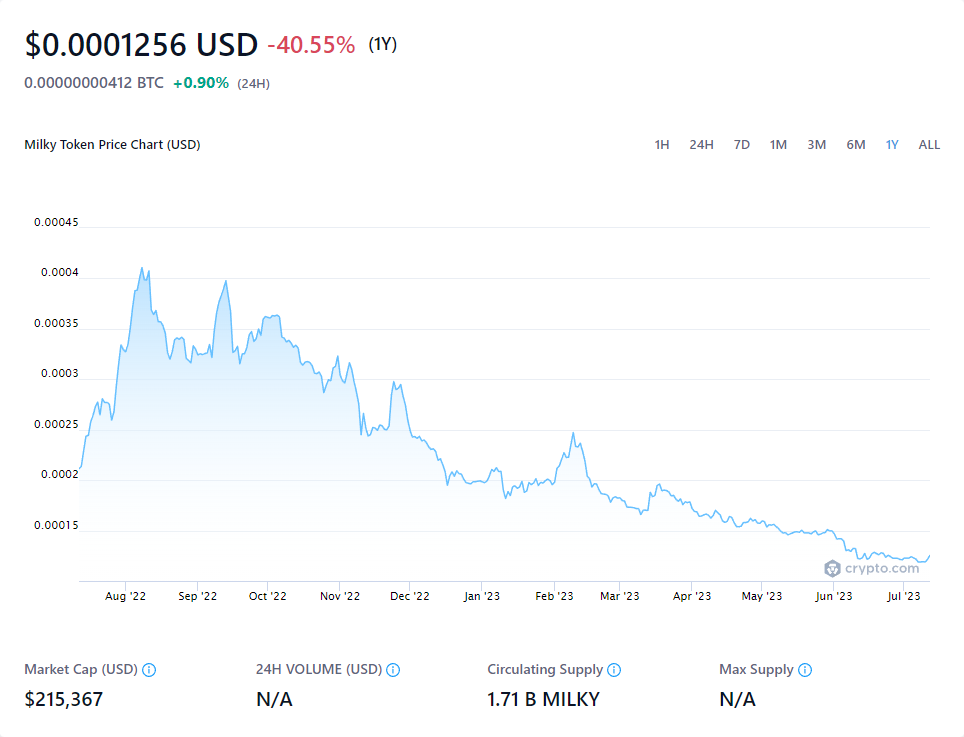 $0.0001256 USD -40.55% (1Y)
0.00000000412 BTC +0.90% (24H)
Milky Token Price Chart (USD) 1H 24H 7D 1M 3M 6M 1Y ALL
0.00045
0.0004
0.00035
0.0003
0.00025
0.0002
0.00015
crypto.com
Aug '22 Sep '22 Oct '22 Nov '22 Dec '22 Jan '23 Feb '23 Mar '23 Apr '23 May '23 Jun '23 Jul '23
Market Cap (USD) 24H VOLUME (USD) Circulating Supply Max Supply
$215,367 N/A 1.71 B MILKY N/A